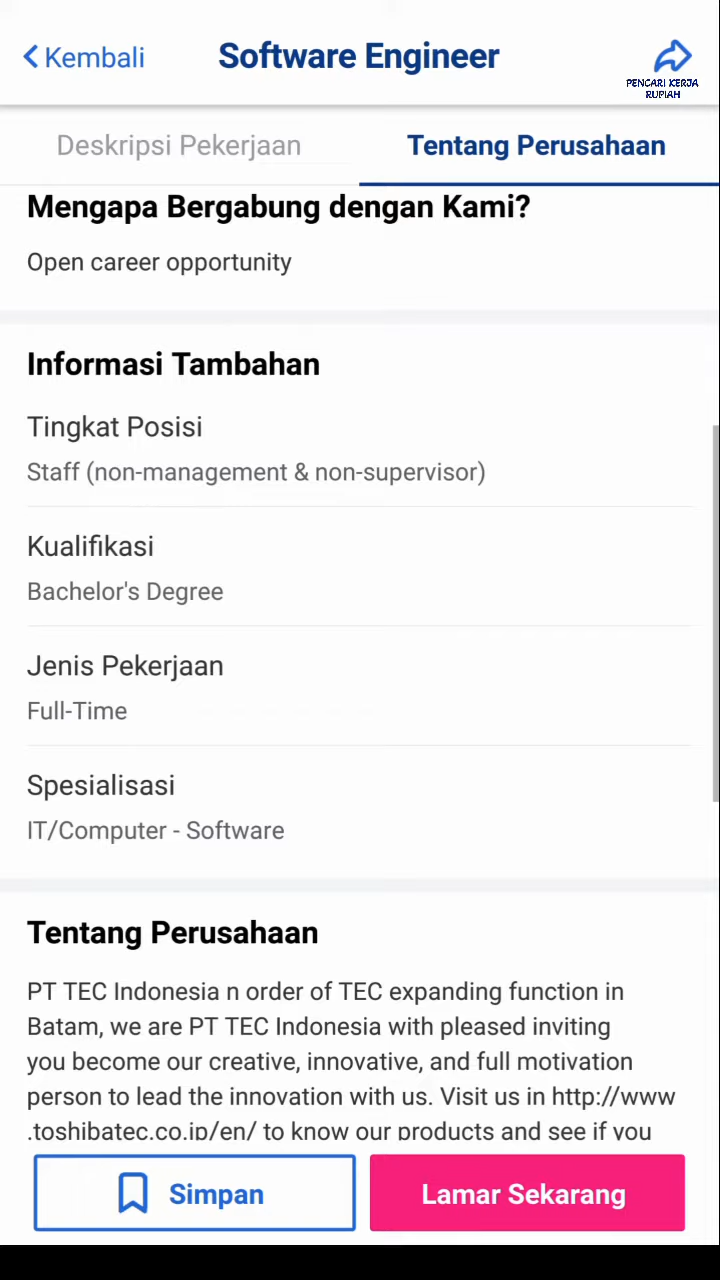 Kembali
Software Engineer
PENCARI KERJA
RUPIAH
Deskripsi Pekerjaan
Tentang Perusahaan
Mengapa Bergabung dengan Kami?
Open career opportunity
Informasi Tambahan
Tingkat Posisi
Staff (non-management & non-supervisor)
Kualifikasi
Bachelor's Degree
Jenis Pekerjaan
Full-Time
Spesialisasi
IT/Computer - Software
Tentang Perusahaan
PT TEC Indonesia n order of TEC expanding function in
Batam, we are PT TEC Indonesia with pleased inviting
you become our creative, innovative, and full motivation
person to lead the innovation with us. Visit us in http://www
.toshibatec.co.jp/en/ to know our products and see if you
Simpan
Lamar Sekarang